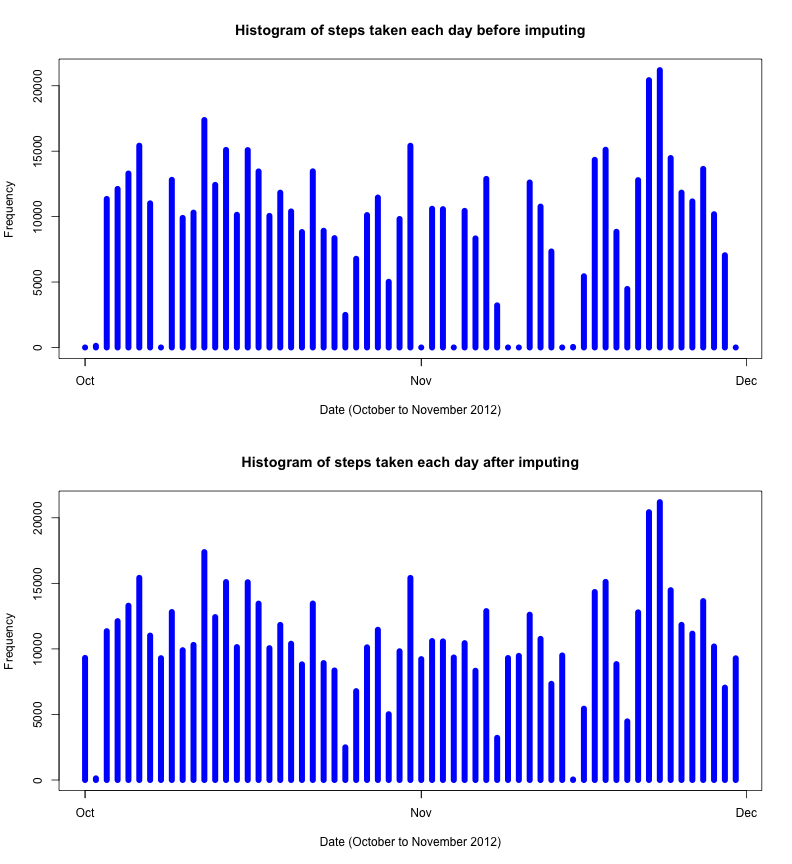 Histogram of steps taken each day before imputing
20000
15000
10000
5000
0
Frequency
Oct
Nov
Dec
Date (October to November 2012)
Histogram of steps taken each day after imputing
20000
15000
10000
5000
0
Frequency
Oct
Nov
Dec
Date (October to November 2012)